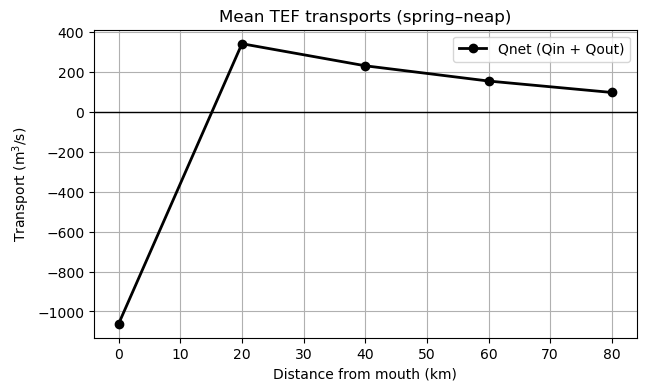 Mean TEF transports (spring–neap)
Qnet (Qin + Qout)
Transport (m³/s)
400
200
0
−200
−400
−600
−800
−1000
0 10 20 30 40 50 60 70 80
Distance from mouth (km)